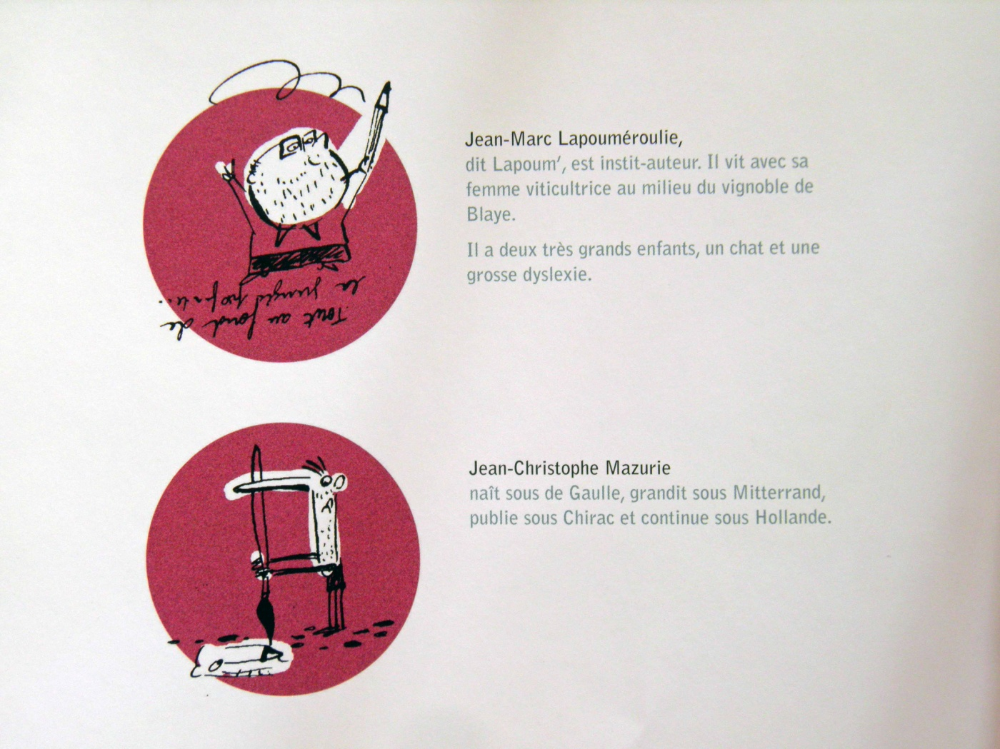 Jean-Marc Lapouméroulie,
dit Lapoum’, est instit-auteur. Il vit avec sa
femme viticultrice au milieu du vignoble de
Blaye.
Il a deux très grands enfants, un chat et une
grosse dyslexie.
Tout au fond de
la jungle
Jean-Christophe Mazurie
naît sous de Gaulle, grandit sous Mitterrand,
publie sous Chirac et continue sous Hollande.